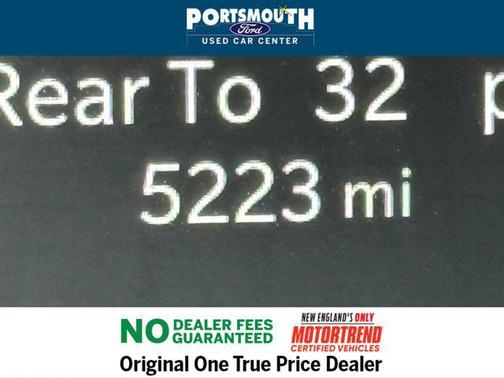 PORTSMOUTH
Ford
USED CAR CENTER
Rear To 32 p
5223 mi
NO DEALER FEES GUARANTEED
NEW ENGLAND'S ONLY
MOTORTREND
CERTIFIED VEHICLES
Original One True Price Dealer